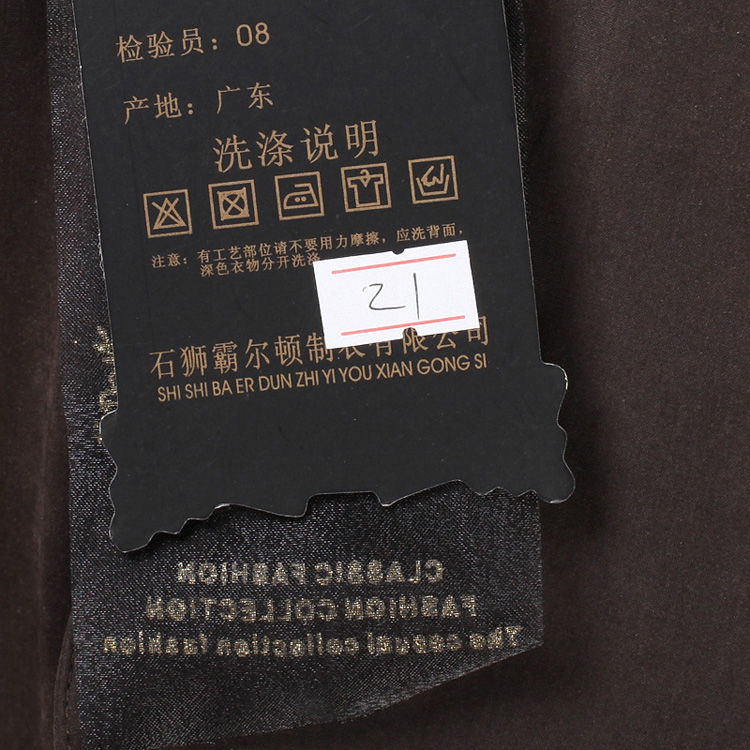 检验员：08
产地：广东
洗涤说明
注意：有工艺部位请不要用力摩擦，应洗背面，
深色衣物分开洗涤
21
石狮霸尔顿制衣有限公司
SHI SHI BA ER DUN ZHI YI YOU XIAN GONG SI
CLASSIC FASHION
FASHION COLLECTION
The casual collection fashion